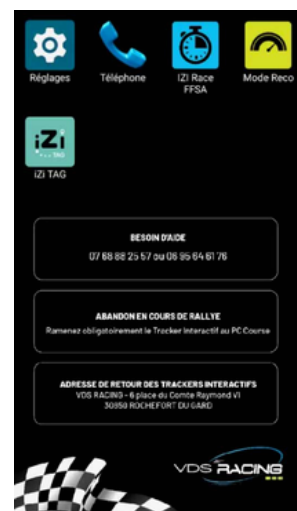 Réglages
Téléphone
IZI Race
FFSA
Mode Reco
iZi
TAG
iZi TAG
BESOIN D'AIDE
07 68 88 25 57 ou 06 95 64 61 76
ABANDON EN COURS DE RALLYE
Ramenez obligatoirement le Tracker Interactif au PC Course
ADRESSE DE RETOUR DES TRACKERS INTERACTIFS
VDS RACING - 6 place du Comte Raymond VI
30650 ROCHEFORT DU GARD
VDS RACING